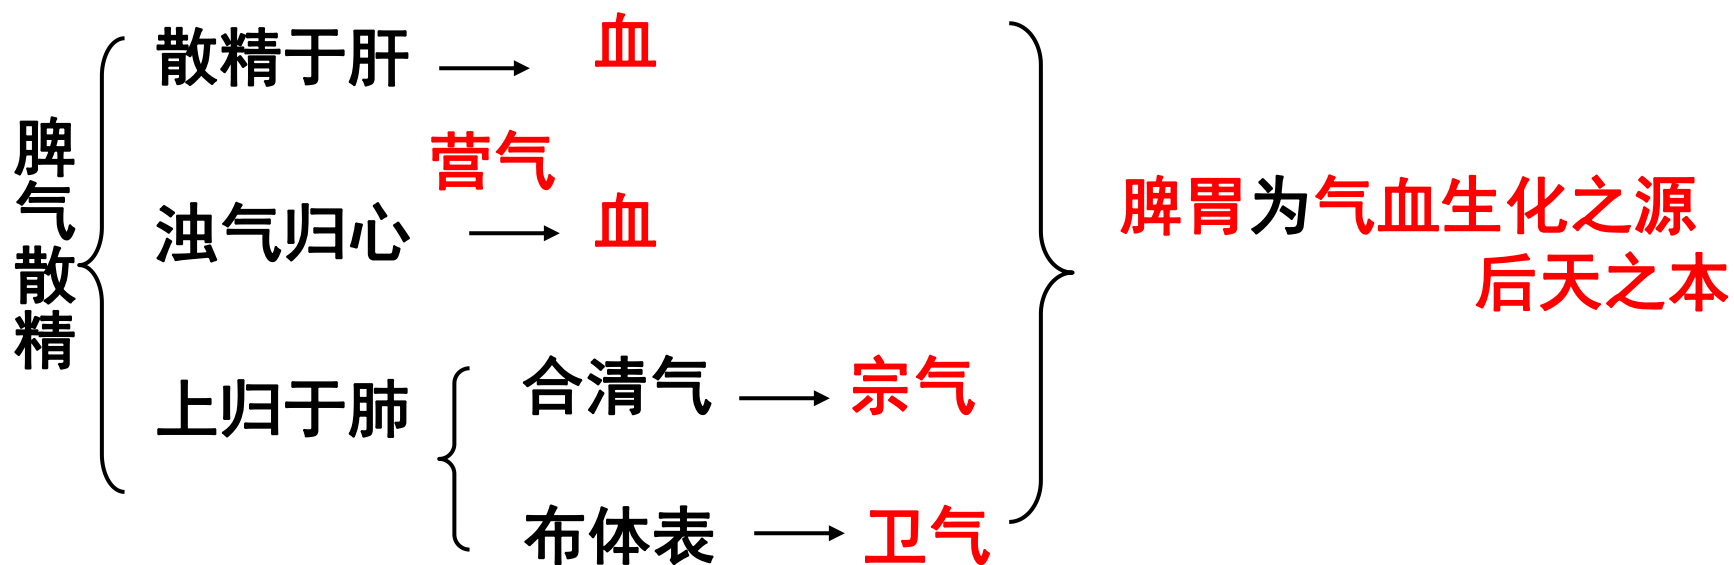 脾气散精
散精于肝 → 血
营气
浊气归心 → 血
上归于肺
合清气 → 宗气
布体表 → 卫气
脾胃为气血生化之源
后天之本